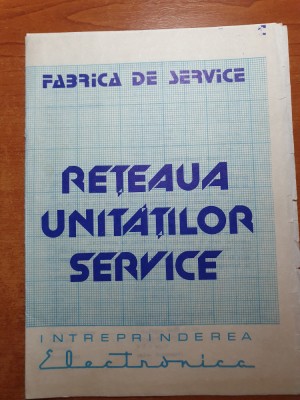 FABRICA DE SERVICE
REȚEAUA
UNITĂȚILOR
SERVICE
INTREPRINDEREA
Electronica